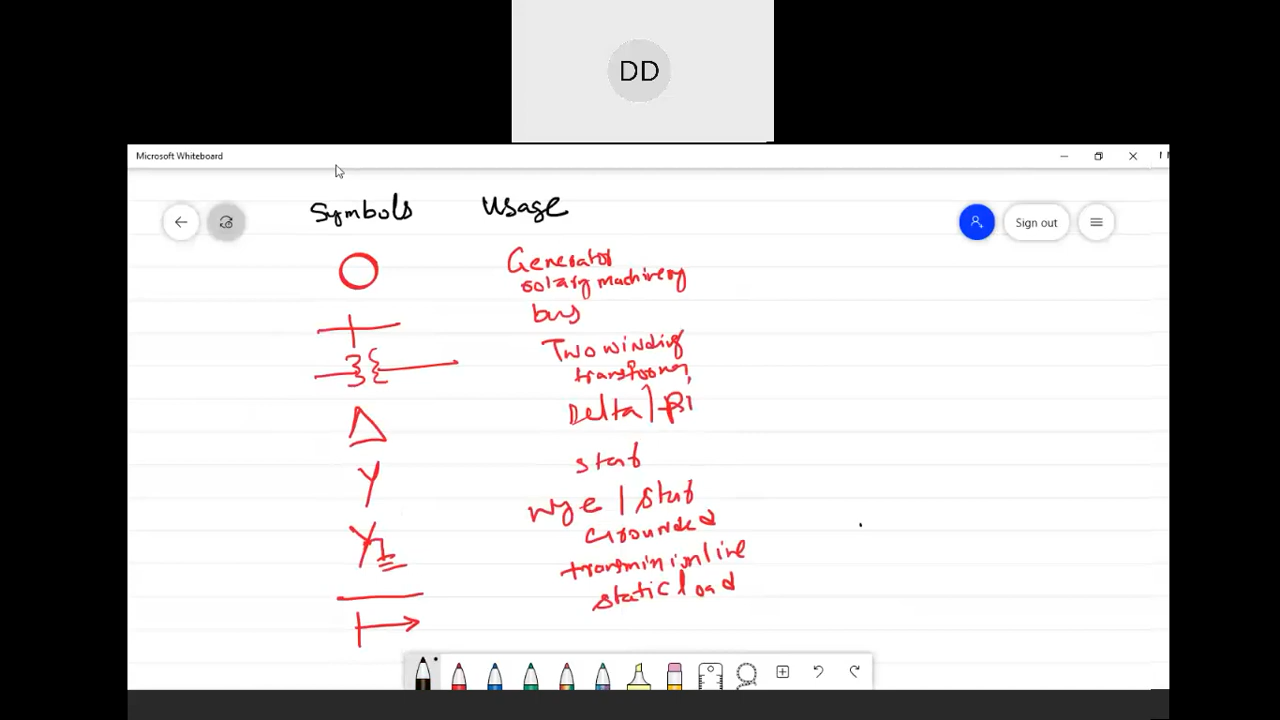 DD
Microsoft Whiteboard
Symbols Usage
Sign out
Generator
rotary machinery
bus
Two winding
transformer
Delta / pi
star
Wye / star
Grounded
transmission line
static load